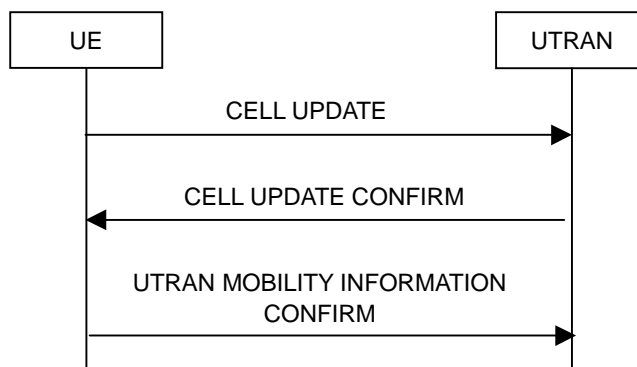 UE
UTRAN
CELL UPDATE
CELL UPDATE CONFIRM
UTRAN MOBILITY INFORMATION
CONFIRM